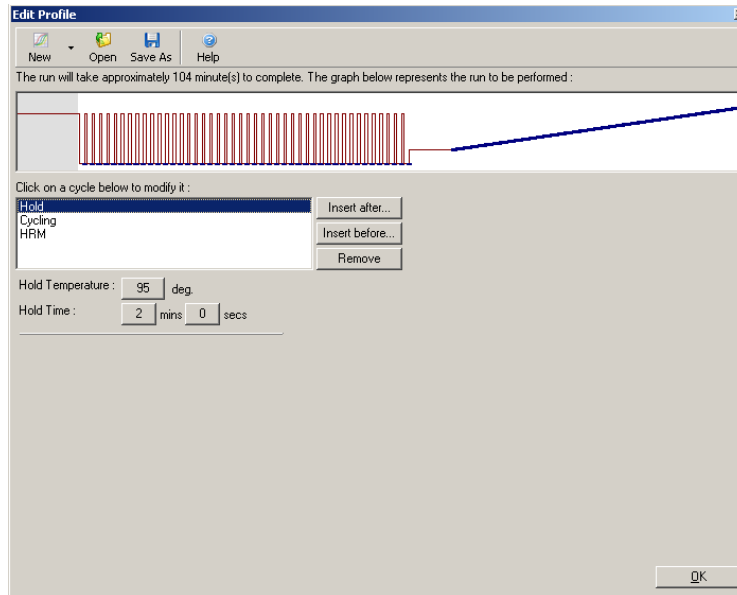 Edit Profile
New Open Save As Help
The run will take approximately 104 minute(s) to complete. The graph below represents the run to be performed :
Click on a cycle below to modify it :
Hold
Cycling
HRM
Insert after...
Insert before...
Remove
Hold Temperature : 95 deg.
Hold Time : 2 mins 0 secs
OK